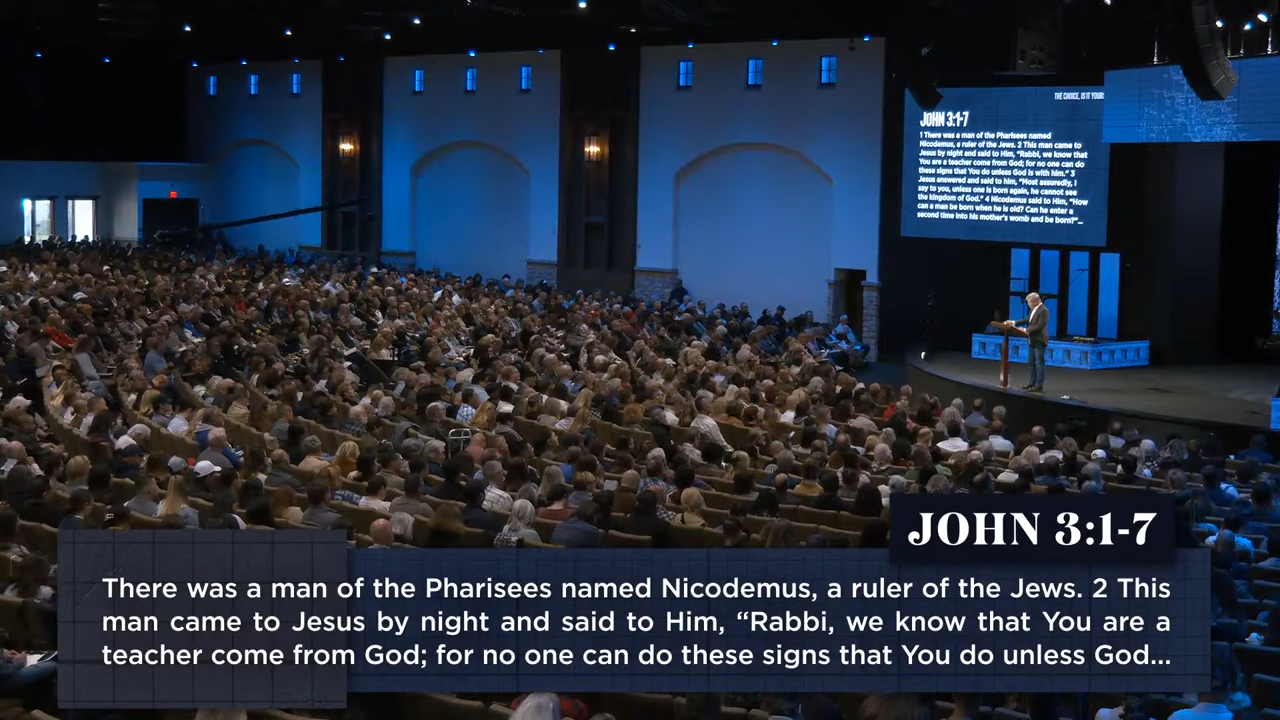 THE CHOICE, IS IT YOURS
JOHN 3:1-7
1 There was a man of the Pharisees named
Nicodemus, a ruler of the Jews. 2 This man came to
Jesus by night and said to Him, “Rabbi, we know that
You are a teacher come from God; for no one can do
these signs that You do unless God is with him.” 3
Jesus answered and said to him, “Most assuredly, I
say to you, unless one is born again, he cannot see
the kingdom of God.” 4 Nicodemus said to Him, “How
can a man be born when he is old? Can he enter a
second time into his mother’s womb and be born?”...
JOHN 3:1-7
There was a man of the Pharisees named Nicodemus, a ruler of the Jews. 2 This
man came to Jesus by night and said to Him, “Rabbi, we know that You are a
teacher come from God; for no one can do these signs that You do unless God...